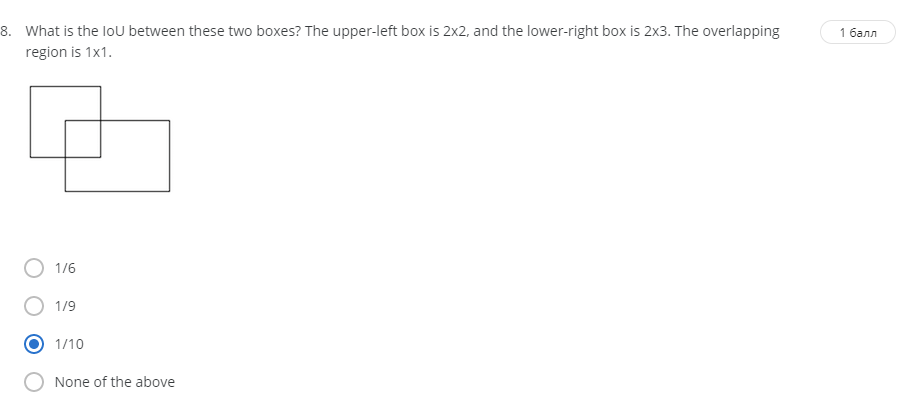 8. What is the IoU between these two boxes? The upper-left box is 2x2, and the lower-right box is 2x3. The overlapping
region is 1x1.
1 балл
1/6
1/9
1/10
None of the above